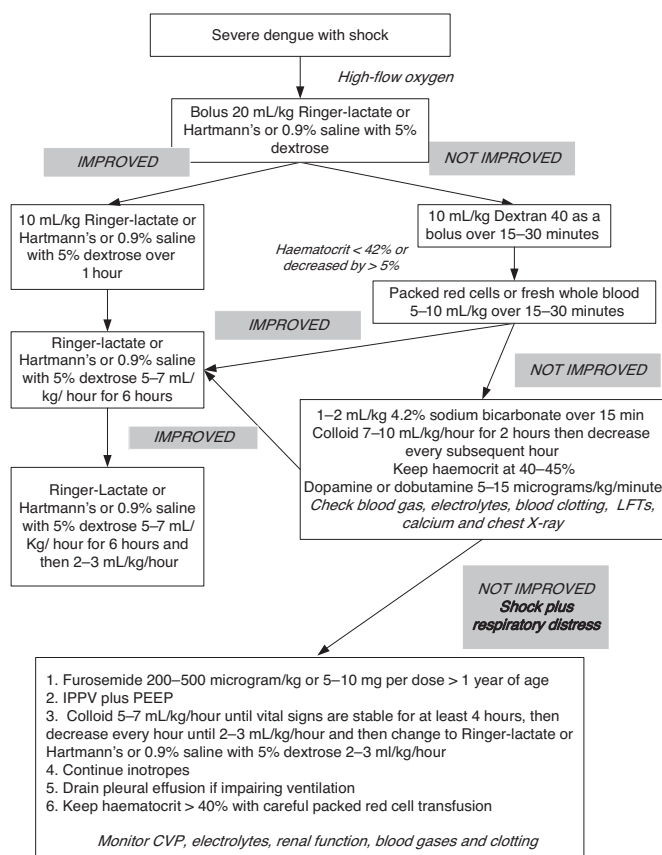 Severe dengue with shock
High-flow oxygen
Bolus 20 mL/kg Ringer-lactate or
Hartmann's or 0.9% saline with 5%
dextrose
IMPROVED
NOT IMPROVED
10 mL/kg Ringer-lactate or
Hartmann's or 0.9% saline
with 5% dextrose over
1 hour
10 mL/kg Dextran 40 as a
bolus over 15–30 minutes
Haematocrit < 42% or
decreased by > 5%
Packed red cells or fresh whole blood
5–10 mL/kg over 15–30 minutes
IMPROVED
NOT IMPROVED
Ringer-lactate or
Hartmann's or 0.9% saline
with 5% dextrose 5–7 mL/
kg/ hour for 6 hours
IMPROVED
1–2 mL/kg 4.2% sodium bicarbonate over 15 min
Colloid 7–10 mL/kg/hour for 2 hours then decrease
every subsequent hour
Keep haemocrit at 40–45%
Dopamine or dobutamine 5–15 micrograms/kg/minute
Check blood gas, electrolytes, blood clotting, LFTs,
calcium and chest X-ray
Ringer-Lactate or
Hartmann's or 0.9% saline
with 5% dextrose 5–7 mL/
Kg/ hour for 6 hours and
then 2–3 mL/kg/hour
NOT IMPROVED
Shock plus
respiratory distress
1. Furosemide 200–500 microgram/kg or 5–10 mg per dose > 1 year of age
2. IPPV plus PEEP
3. Colloid 5–7 mL/kg/hour until vital signs are stable for at least 4 hours, then
decrease every hour until 2–3 mL/kg/hour and then change to Ringer-lactate or
Hartmann's or 0.9% saline with 5% dextrose 2–3 ml/kg/hour
4. Continue inotropes
5. Drain pleural effusion if impairing ventilation
6. Keep haematocrit > 40% with careful packed red cell transfusion
Monitor CVP, electrolytes, renal function, blood gases and clotting